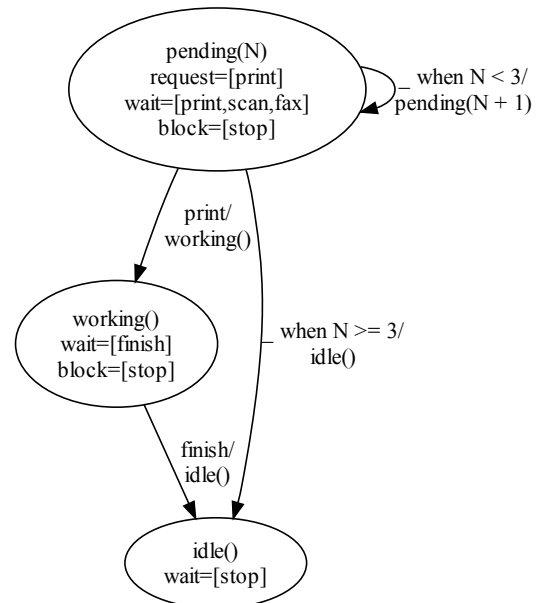 pending(N)
request=[print]
wait=[print,scan,fax]
block=[stop]
_ when N < 3/
pending(N + 1)
print/
working()
working()
wait=[finish]
block=[stop]
_ when N >= 3/
idle()
finish/
idle()
idle()
wait=[stop]